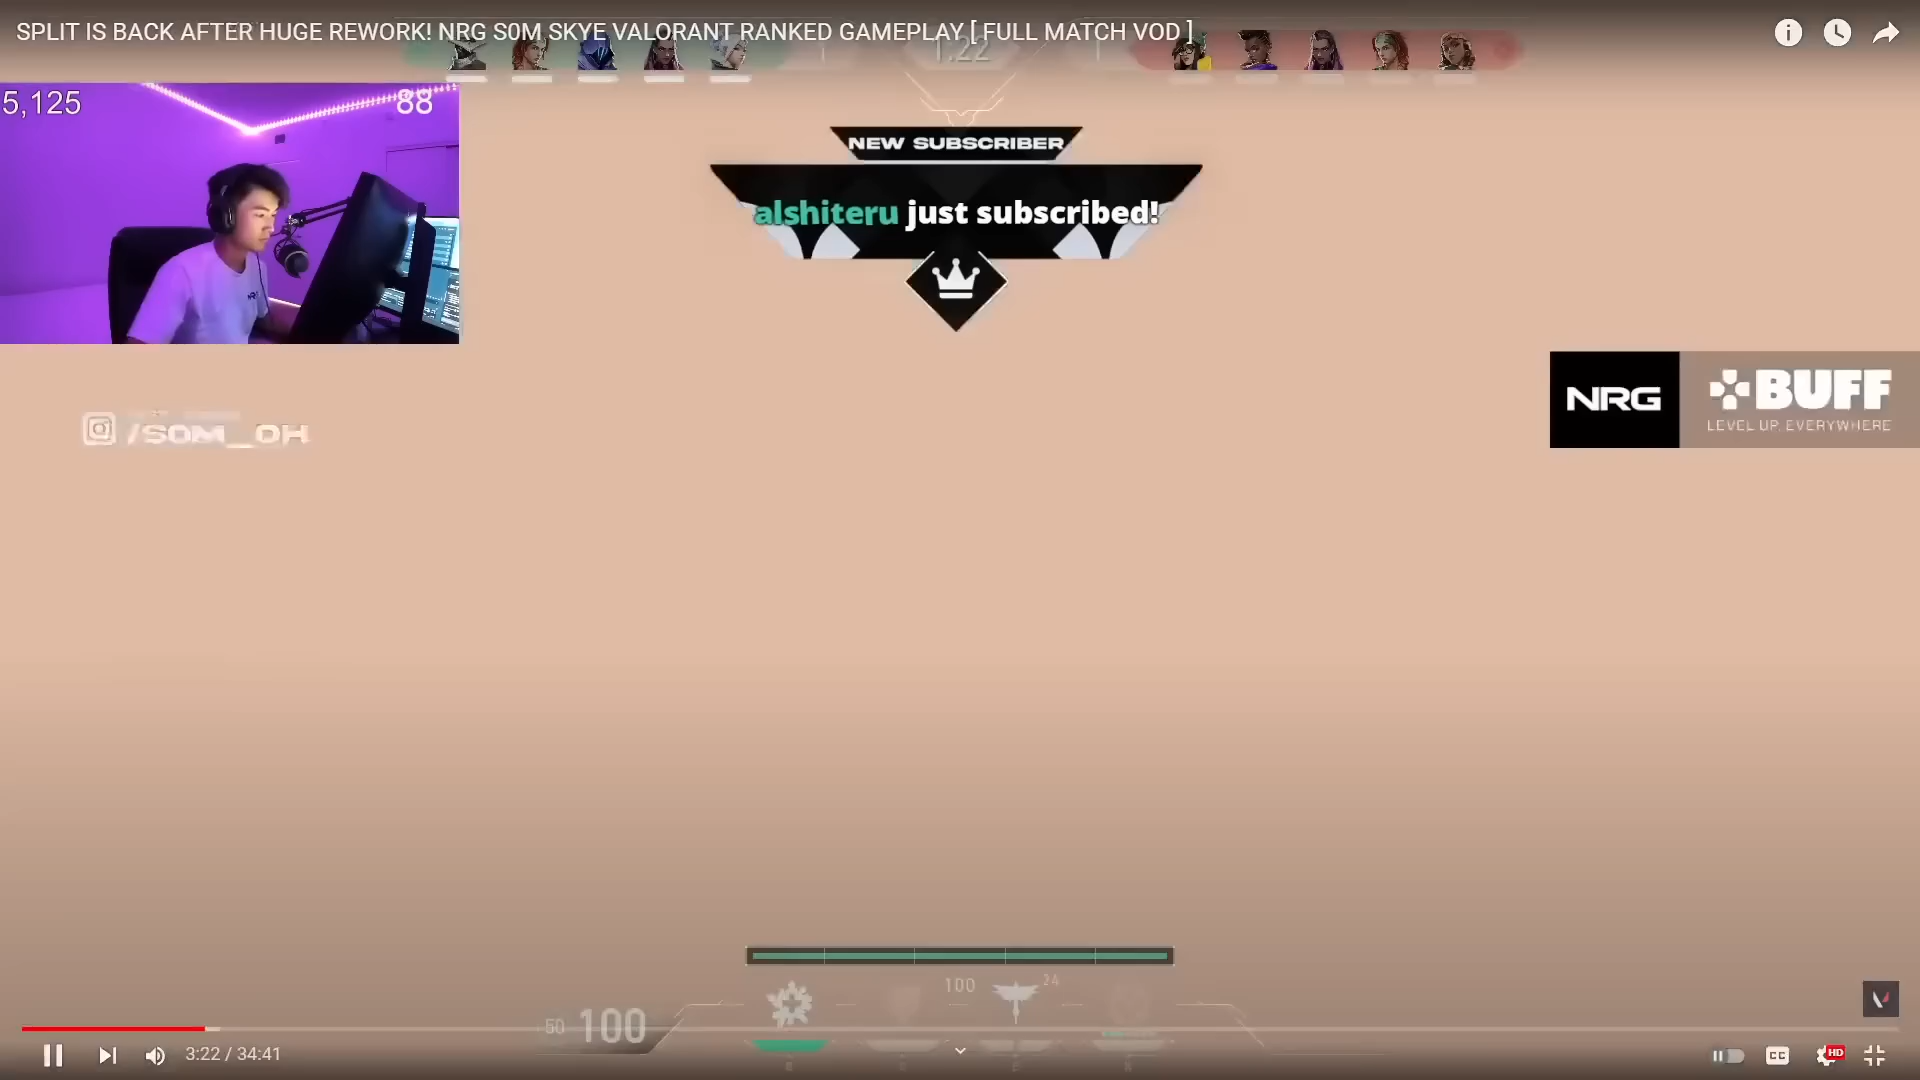 SPLIT IS BACK AFTER HUGE REWORK! NRG S0M SKYE VALORANT RANKED GAMEPLAY [ FULL MATCH VOD ]
1:22
5,125
88
NEW SUBSCRIBER
alshiteru just subscribed!
NRG
BUFF
LEVEL UP. EVERYWHERE
/SOM_OH
100
24
50
100
3:22 / 34:41
CC
HD